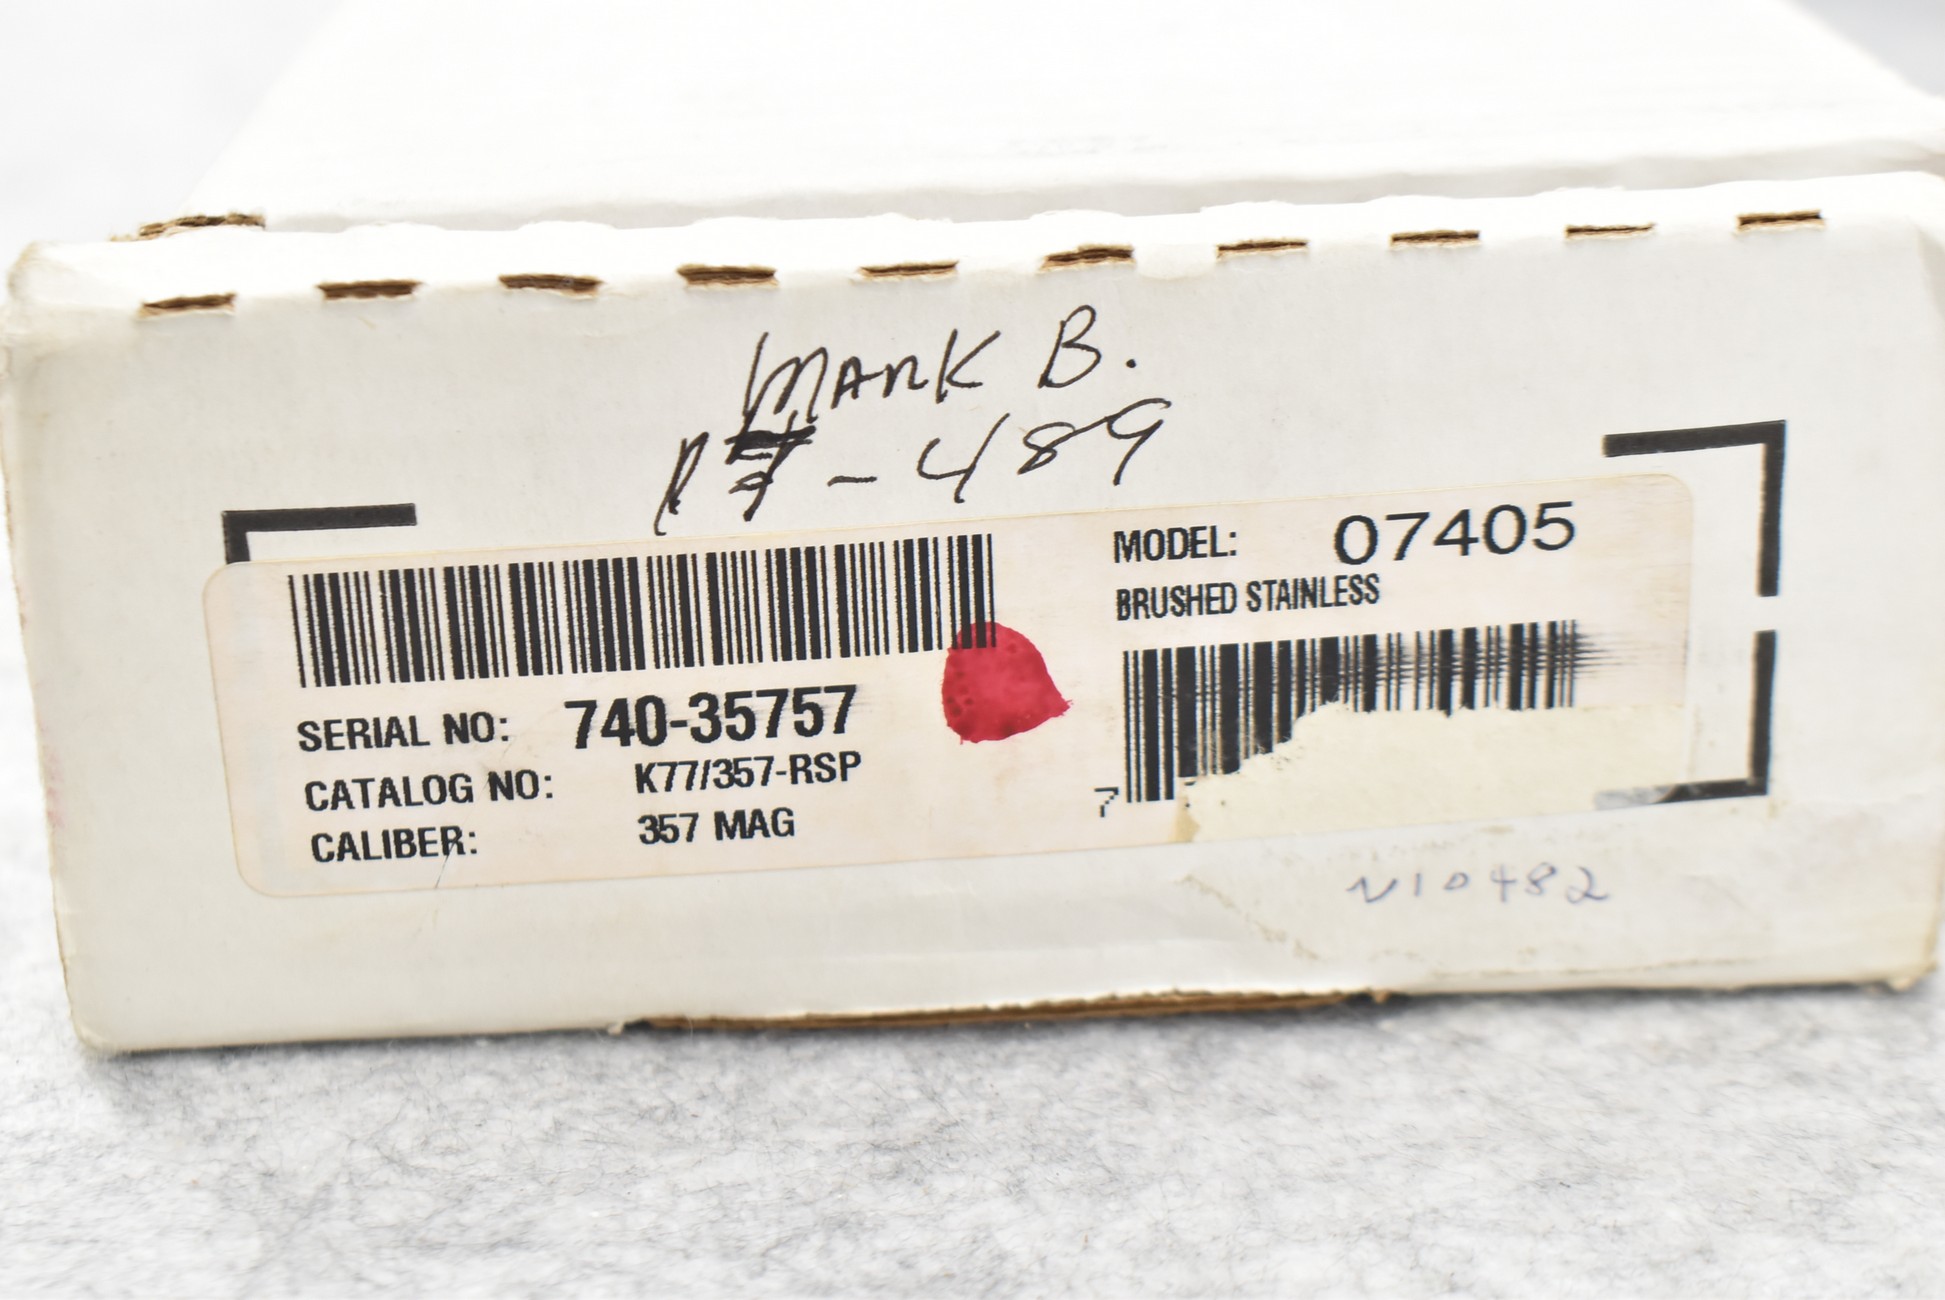 MARK B.
- 489
MODEL: 07405
BRUSHED STAINLESS
SERIAL NO: 740-35757
CATALOG NO: K77/357-RSP
CALIBER: 357 MAG
7
N10482